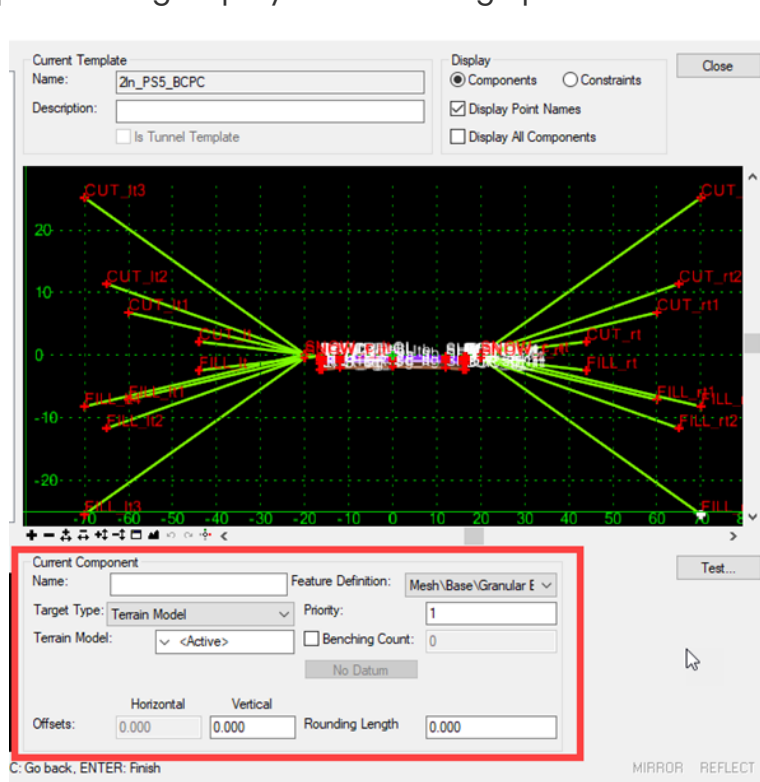 Current Template
Name: 2ln_PS5_BCPC
Description:
Is Tunnel Template
Display
Components Constraints
Display Point Names
Display All Components
Close
CUT_lt3 CUT_
20
CUT_lt2 CUT_rt2
10
CUT_lt1 CUT_rt1
CUT_lt CUT_rt
0
FILL_lt FILL_rt
FILL_lt1 FILL_rt1
FILL_
-10
FILL_lt2 FILL_rt2
-20
FILL_lt3 FILL_
-70 -60 -50 -40 -30 -20 -10 0 10 20 30 40 50 60 70 8
Current Component
Name: Feature Definition: Mesh\Base\Granular E
Target Type: Terrain Model Priority: 1
Terrain Model: <Active> Benching Count: 0
No Datum
Horizontal Vertical
Offsets: 0.000 0.000 Rounding Length 0.000
Test...
C: Go back, ENTER: Finish MIRROR REFLECT